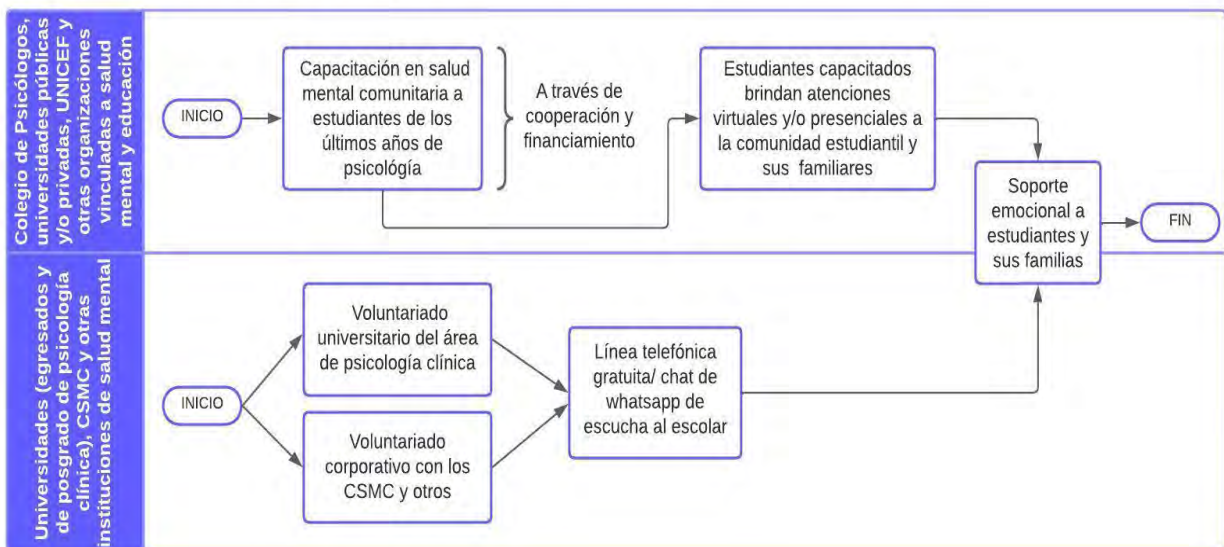 Colegio de Psicólogos,
universidades públicas
y/o privadas, UNICEF y
otras organizaciones
vinculadas a salud
mental y educación
INICIO
Capacitación en salud
mental comunitaria a
estudiantes de los
últimos años de
psicología
A través de
cooperación y
financiamiento
Estudiantes capacitados
brindan atenciones
virtuales y/o presenciales a
la comunidad estudiantil y
sus familiares
Soporte
emocional a
estudiantes y
sus familias
FIN
Universidades (egresados y
de posgrado de psicología
clínica), CSMC y otras
instituciones de salud mental
INICIO
Voluntariado
universitario del área
de psicología clínica
Voluntariado
corporativo con los
CSMC y otros
Línea telefónica
gratuita/ chat de
whatsapp de
escucha al escolar